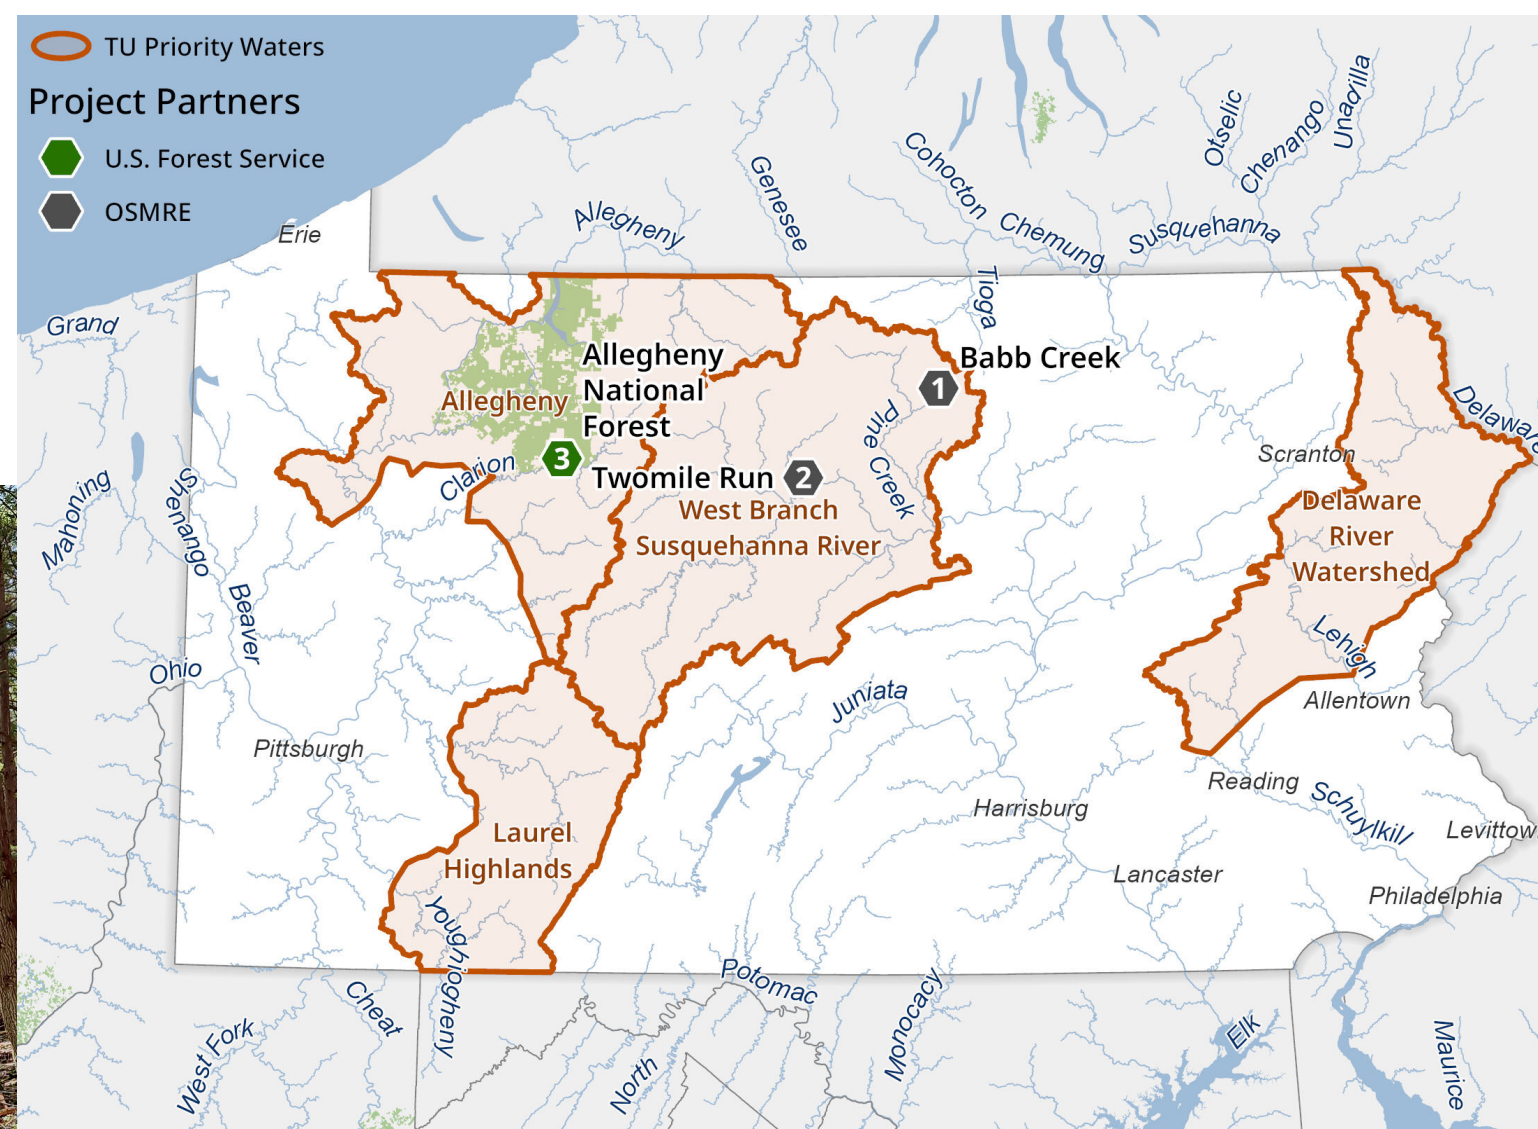 TU Priority Waters
Project Partners
U.S. Forest Service
OSMRE
Erie
Allegheny
Genesee
Cohocton
Chemung
Susquehanna
Otselic
Chenango
Unadilla
Tioga
Grand
Allegheny
National
Forest
Allegheny
Babb Creek
1
Pine Creek
Clarion
3
Twomile Run
2
West Branch
Susquehanna River
Delaware
Scranton
Delaware
River
Watershed
Mahoning
Shenango
Beaver
Ohio
Lehigh
Allentown
Juniata
Pittsburgh
Reading
Harrisburg
Schuylkill
Levittow
Laurel
Highlands
Lancaster
Philadelphia
Youghiogheny
Potomac
Monocacy
Cheat
West Fork
North
Elk
Maurice